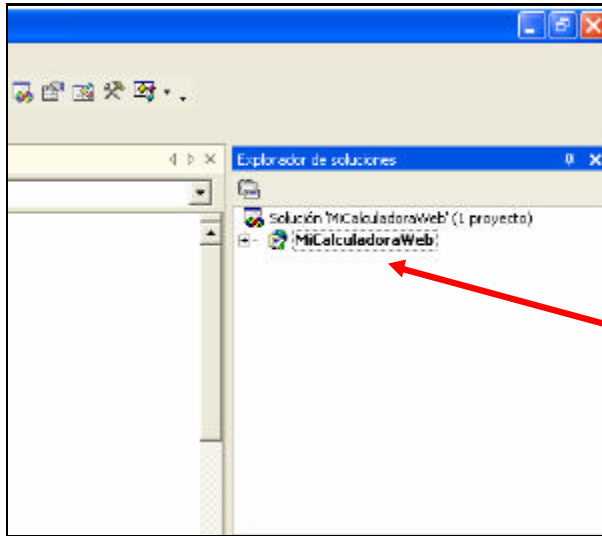 Explorador de soluciones
Solución 'MiCalculadoraWeb' (1 proyecto)
MiCalculadoraWeb